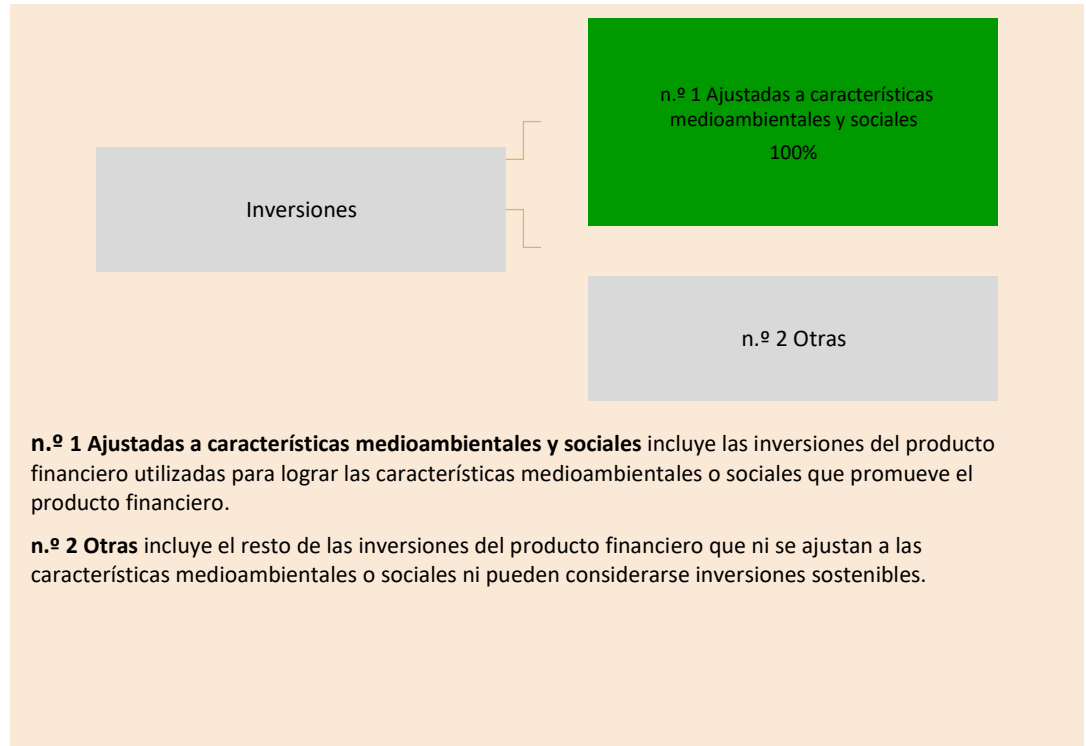 n.º 1 Ajustadas a características
medioambientales y sociales
100%
Inversiones
n.º 2 Otras
n.º 1 Ajustadas a características medioambientales y sociales incluye las inversiones del producto
financiero utilizadas para lograr las características medioambientales o sociales que promueve el
producto financiero.
n.º 2 Otras incluye el resto de las inversiones del producto financiero que ni se ajustan a las
características medioambientales o sociales ni pueden considerarse inversiones sostenibles.